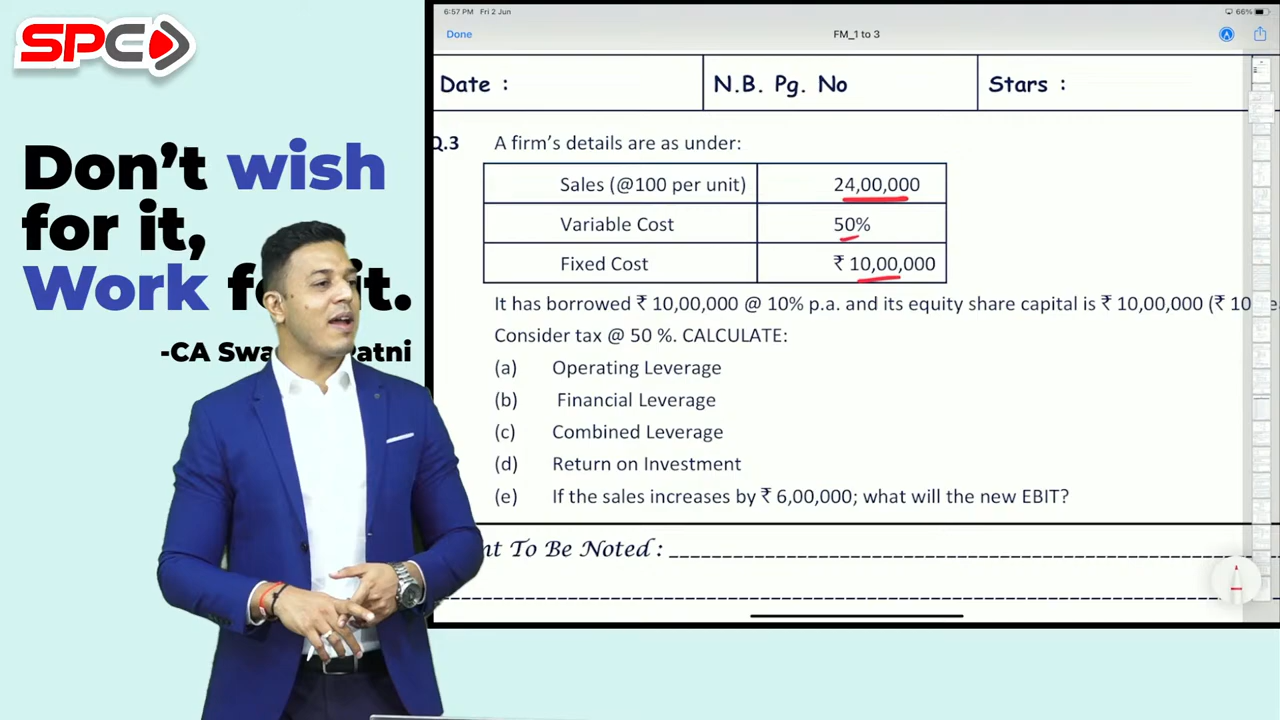 SPC
6:57 PM Fri 2 Jun
66%
Done
FM_1 to 3
Don't wish
for it,
Work it.
-CA
Date :
N.B. Pg. No
Stars :
Q.3 A firm's details are as under:
Sales (@100 per unit) 24,00,000
Variable Cost 50%
Fixed Cost ₹ 10,00,000
It has borrowed ₹ 10,00,000 @ 10% p.a. and its equity share capital is ₹ 10,00,000 (₹ 10
Consider tax @ 50 %. CALCULATE:
(a) Operating Leverage
(b) Financial Leverage
(c) Combined Leverage
(d) Return on Investment
(e) If the sales increases by ₹ 6,00,000; what will the new EBIT?
To Be Noted :